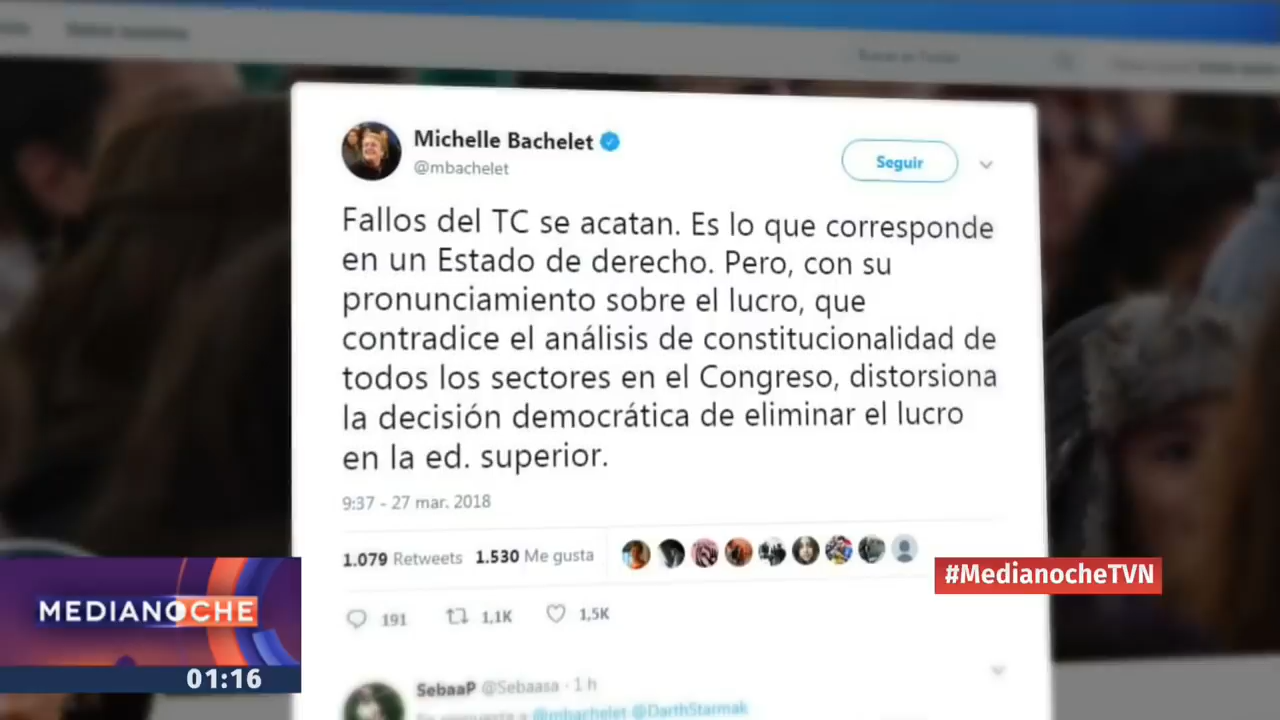 Michelle Bachelet
@mbachelet
Seguir
Fallos del TC se acatan. Es lo que corresponde
en un Estado de derecho. Pero, con su
pronunciamiento sobre el lucro, que
contradice el análisis de constitucionalidad de
todos los sectores en el Congreso, distorsiona
la decisión democrática de eliminar el lucro
en la ed. superior.
9:37 - 27 mar. 2018
1.079 Retweets 1.530 Me gusta
#MedianocheTVN
MEDIANOCHE
191 1,1K 1,5K
01:16
SebaaP @Sebaasa · 1 h
@mbachelet @DarthStarmak